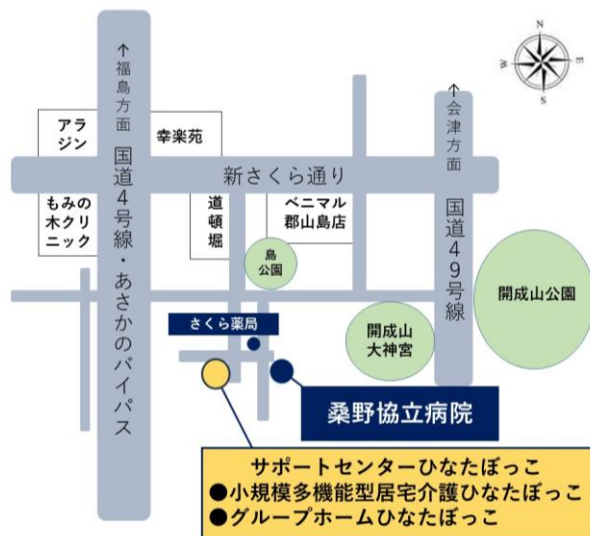 N
W
E
S
↑福島方面
国道4号線・あさかのバイパス
↑会津方面
国道49号線
アラ
ジン
幸楽苑
新さくら通り
もみの
木クリ
ニック
道頓堀
ベニマル
郡山島店
島
公園
開成山公園
さくら薬局
開成山
大神宮
桑野協立病院
サポートセンターひなたぼっこ
●小規模多機能型居宅介護ひなたぼっこ
●グループホームひなたぼっこ